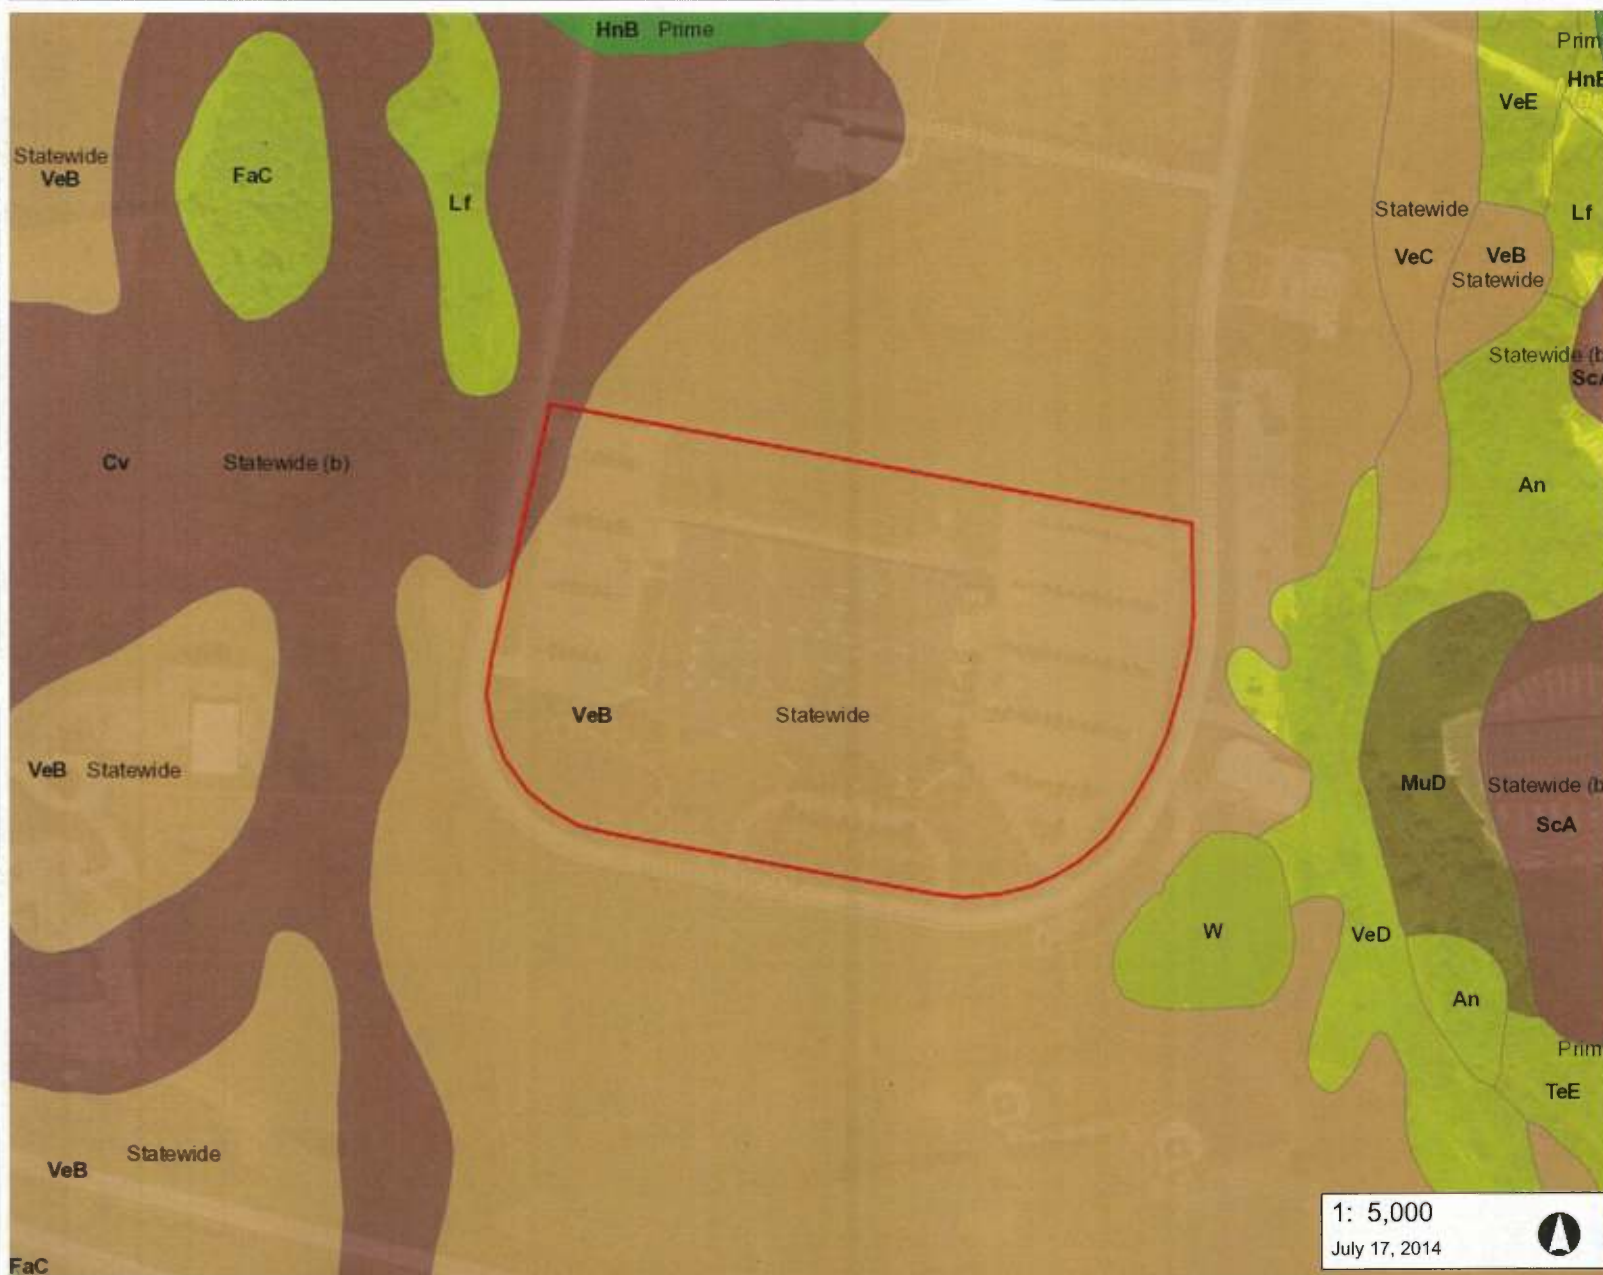 HnB Prime
Prim
HnB
VeE
Statewide
VeB
FaC
Lf
Statewide
Lf
VeC
VeB
Statewide
Statewide (b
ScA
Cv Statewide (b)
An
VeB Statewide
VeB Statewide
MuD
Statewide (b
ScA
W
VeD
An
Prim
TeE
Statewide
VeB
FaC
1: 5,000
July 17, 2014